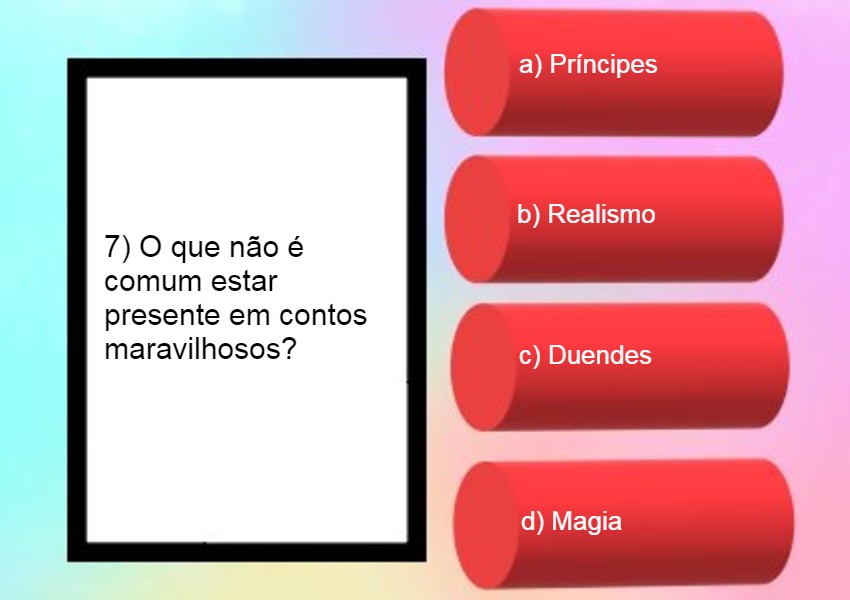 7) O que não é
comum estar
presente em contos
maravilhosos?
a) Príncipes
b) Realismo
c) Duendes
d) Magia